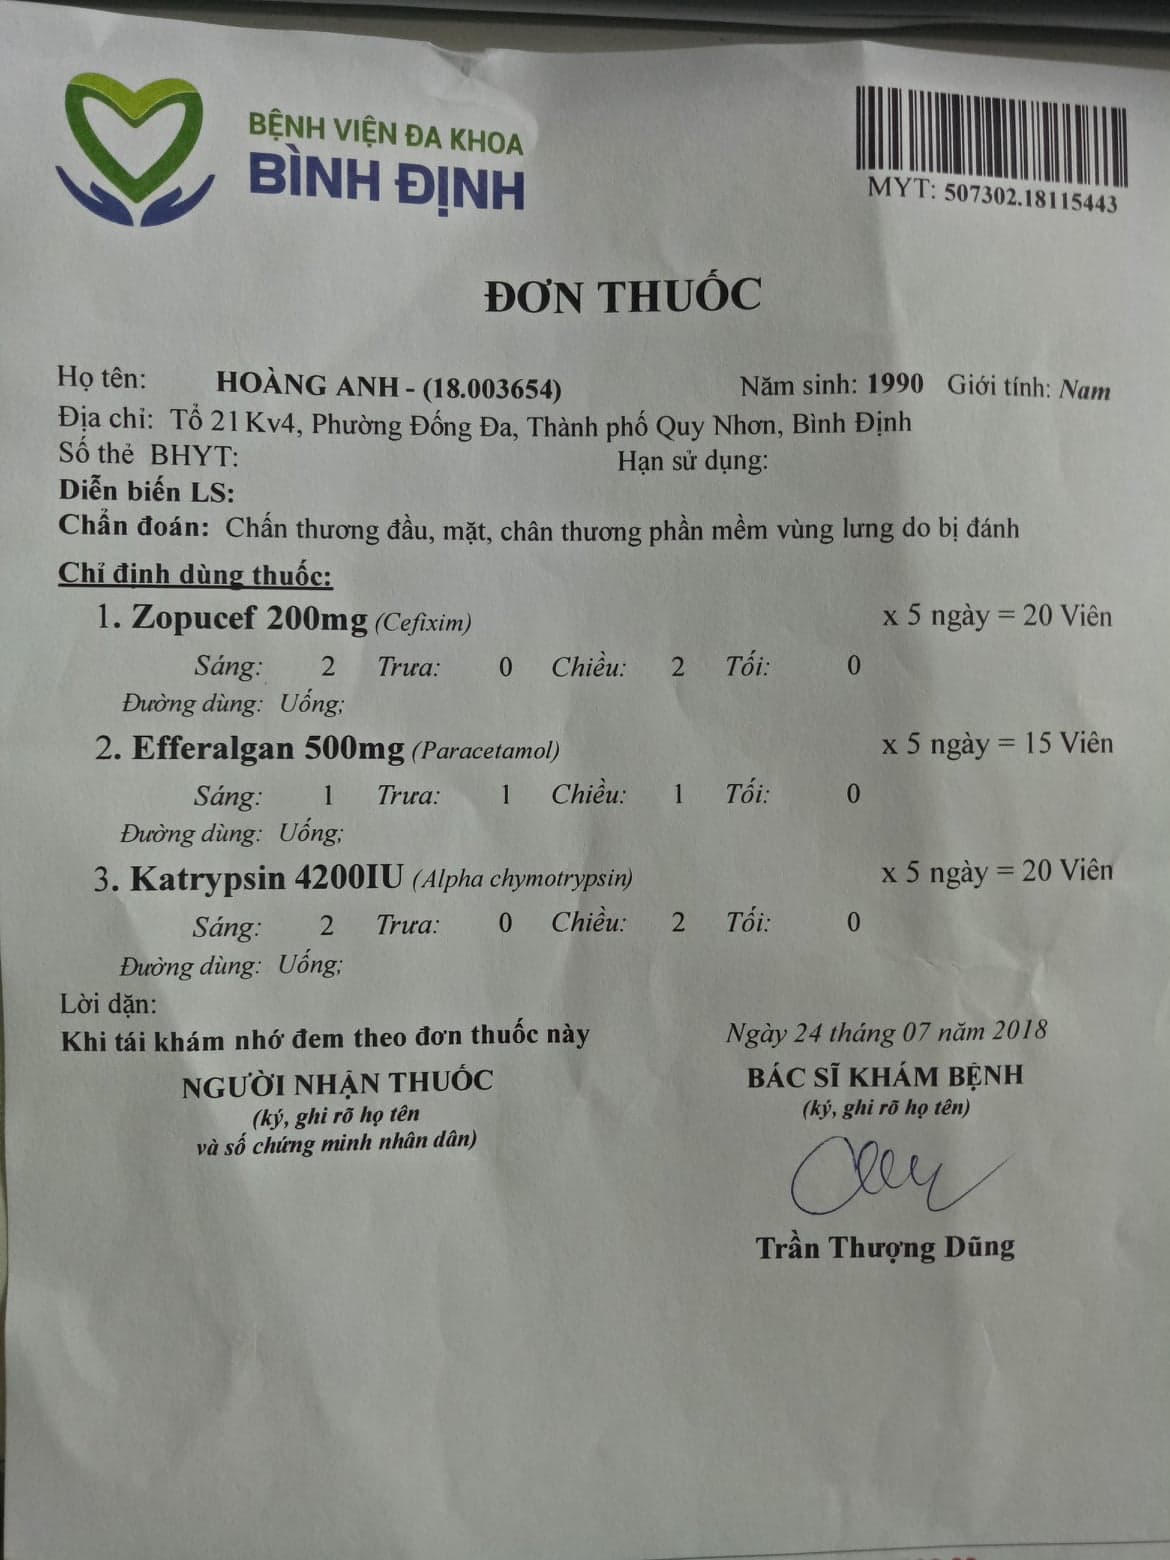 BỆNH VIỆN ĐA KHOA
BÌNH ĐỊNH
MYT: 507302.18115443
ĐƠN THUỐC
Họ tên: HOÀNG ANH - (18.003654) Năm sinh: 1990 Giới tính: Nam
Địa chỉ: Tổ 21 Kv4, Phường Đống Đa, Thành phố Quy Nhơn, Bình Định
Số thẻ BHYT: Hạn sử dụng:
Diễn biến LS:
Chẩn đoán: Chấn thương đầu, mặt, chân thương phần mềm vùng lưng do bị đánh
Chỉ định dùng thuốc:
1. Zopucef 200mg (Cefixim) x 5 ngày = 20 Viên
Sáng: 2 Trưa: 0 Chiều: 2 Tối: 0
Đường dùng: Uống;
2. Efferalgan 500mg (Paracetamol) x 5 ngày = 15 Viên
Sáng: 1 Trưa: 1 Chiều: 1 Tối: 0
Đường dùng: Uống;
3. Katrypsin 4200IU (Alpha chymotrypsin) x 5 ngày = 20 Viên
Sáng: 2 Trưa: 0 Chiều: 2 Tối: 0
Đường dùng: Uống;
Lời dặn:
Khi tái khám nhớ đem theo đơn thuốc này Ngày 24 tháng 07 năm 2018
NGƯỜI NHẬN THUỐC BÁC SĨ KHÁM BỆNH
(ký, ghi rõ họ tên (ký, ghi rõ họ tên)
và số chứng minh nhân dân)
Trần Thượng Dũng